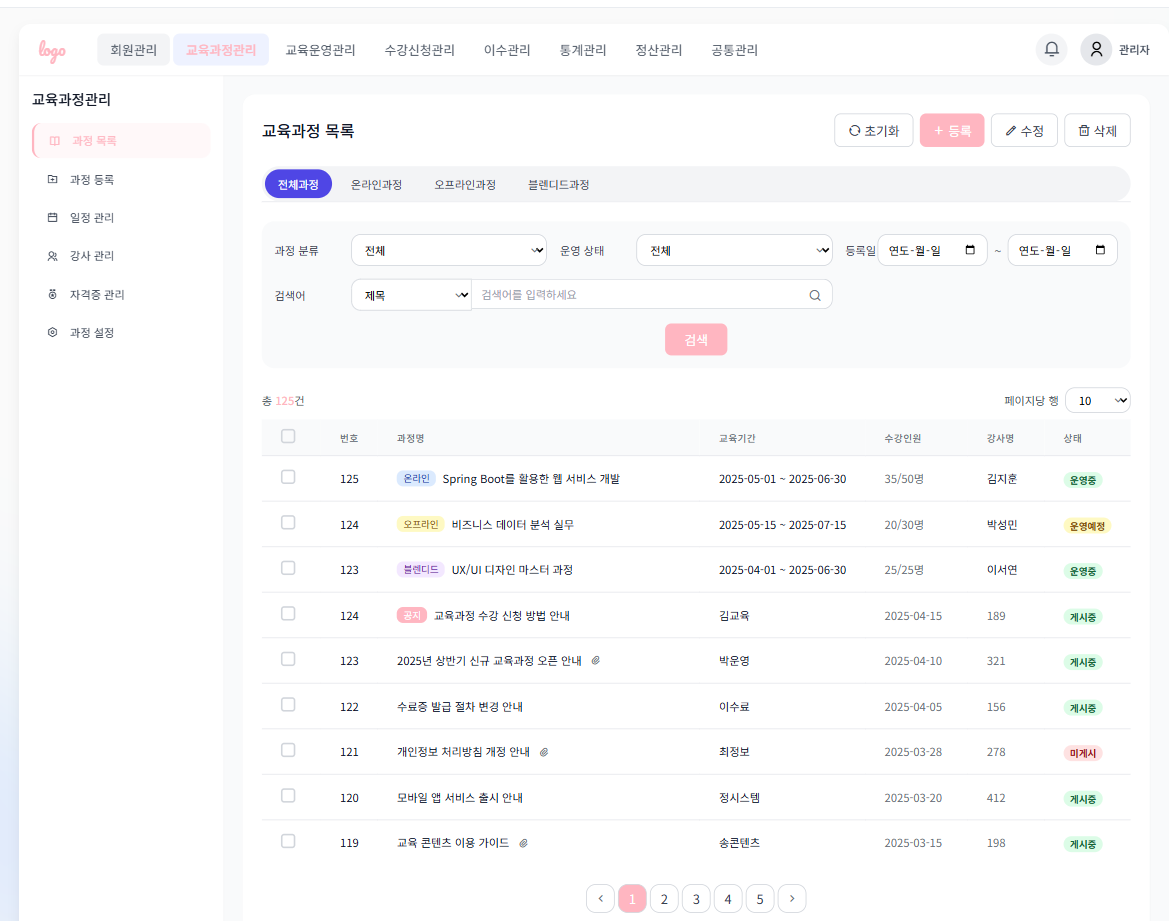 logo 회원관리 교육과정관리 교육운영관리 수강신청관리 이수관리 통계관리 정산관리 공통관리 관리자
교육과정관리
과정 목록
과정 등록
일정 관리
강사 관리
자격증 관리
과정 설정
교육과정 목록 초기화 + 등록 수정 삭제
전체과정 온라인과정 오프라인과정 블렌디드과정
과정 분류 전체 운영 상태 전체 등록일 연도-월-일 ~ 연도-월-일
검색어 제목 검색어를 입력하세요
검색
총 125건 페이지당 행 10
번호 과정명 교육기간 수강인원 강사명 상태
125 온라인 Spring Boot를 활용한 웹 서비스 개발 2025-05-01 ~ 2025-06-30 35/50명 김지훈 운영중
124 오프라인 비즈니스 데이터 분석 실무 2025-05-15 ~ 2025-07-15 20/30명 박성민 운영예정
123 블렌디드 UX/UI 디자인 마스터 과정 2025-04-01 ~ 2025-06-30 25/25명 이서연 운영중
124 공지 교육과정 수강 신청 방법 안내 김교육 2025-04-15 189 게시중
123 2025년 상반기 신규 교육과정 오픈 안내 박운영 2025-04-10 321 게시중
122 수료증 발급 절차 변경 안내 이수료 2025-04-05 156 게시중
121 개인정보 처리방침 개정 안내 최정보 2025-03-28 278 미게시
120 모바일 앱 서비스 출시 안내 정시스템 2025-03-20 412 게시중
119 교육 콘텐츠 이용 가이드 송콘텐츠 2025-03-15 198 게시중
1 2 3 4 5